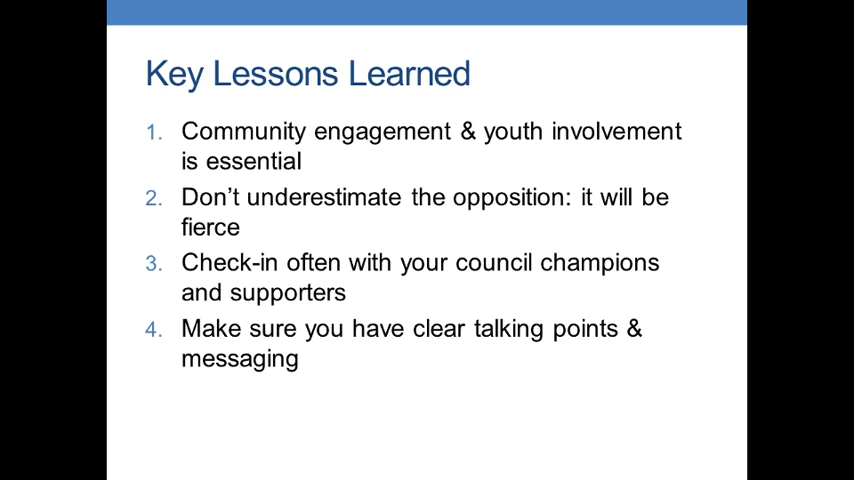 Key Lessons Learned
1. Community engagement & youth involvement
is essential
2. Don’t underestimate the opposition: it will be
fierce
3. Check-in often with your council champions
and supporters
4. Make sure you have clear talking points &
messaging